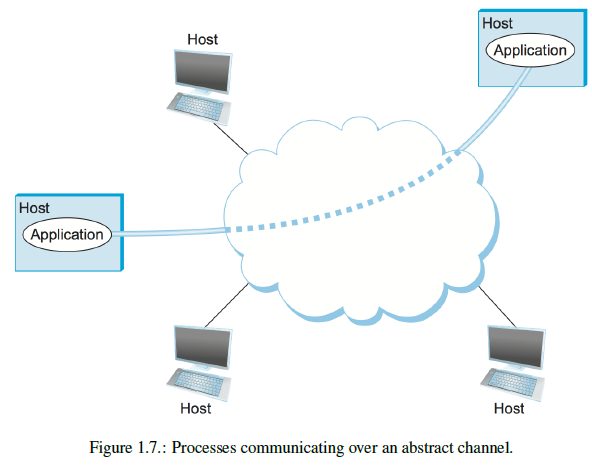 Host
Application
Host
Host
Application
Host
Host
Figure 1.7.: Processes communicating over an abstract channel.